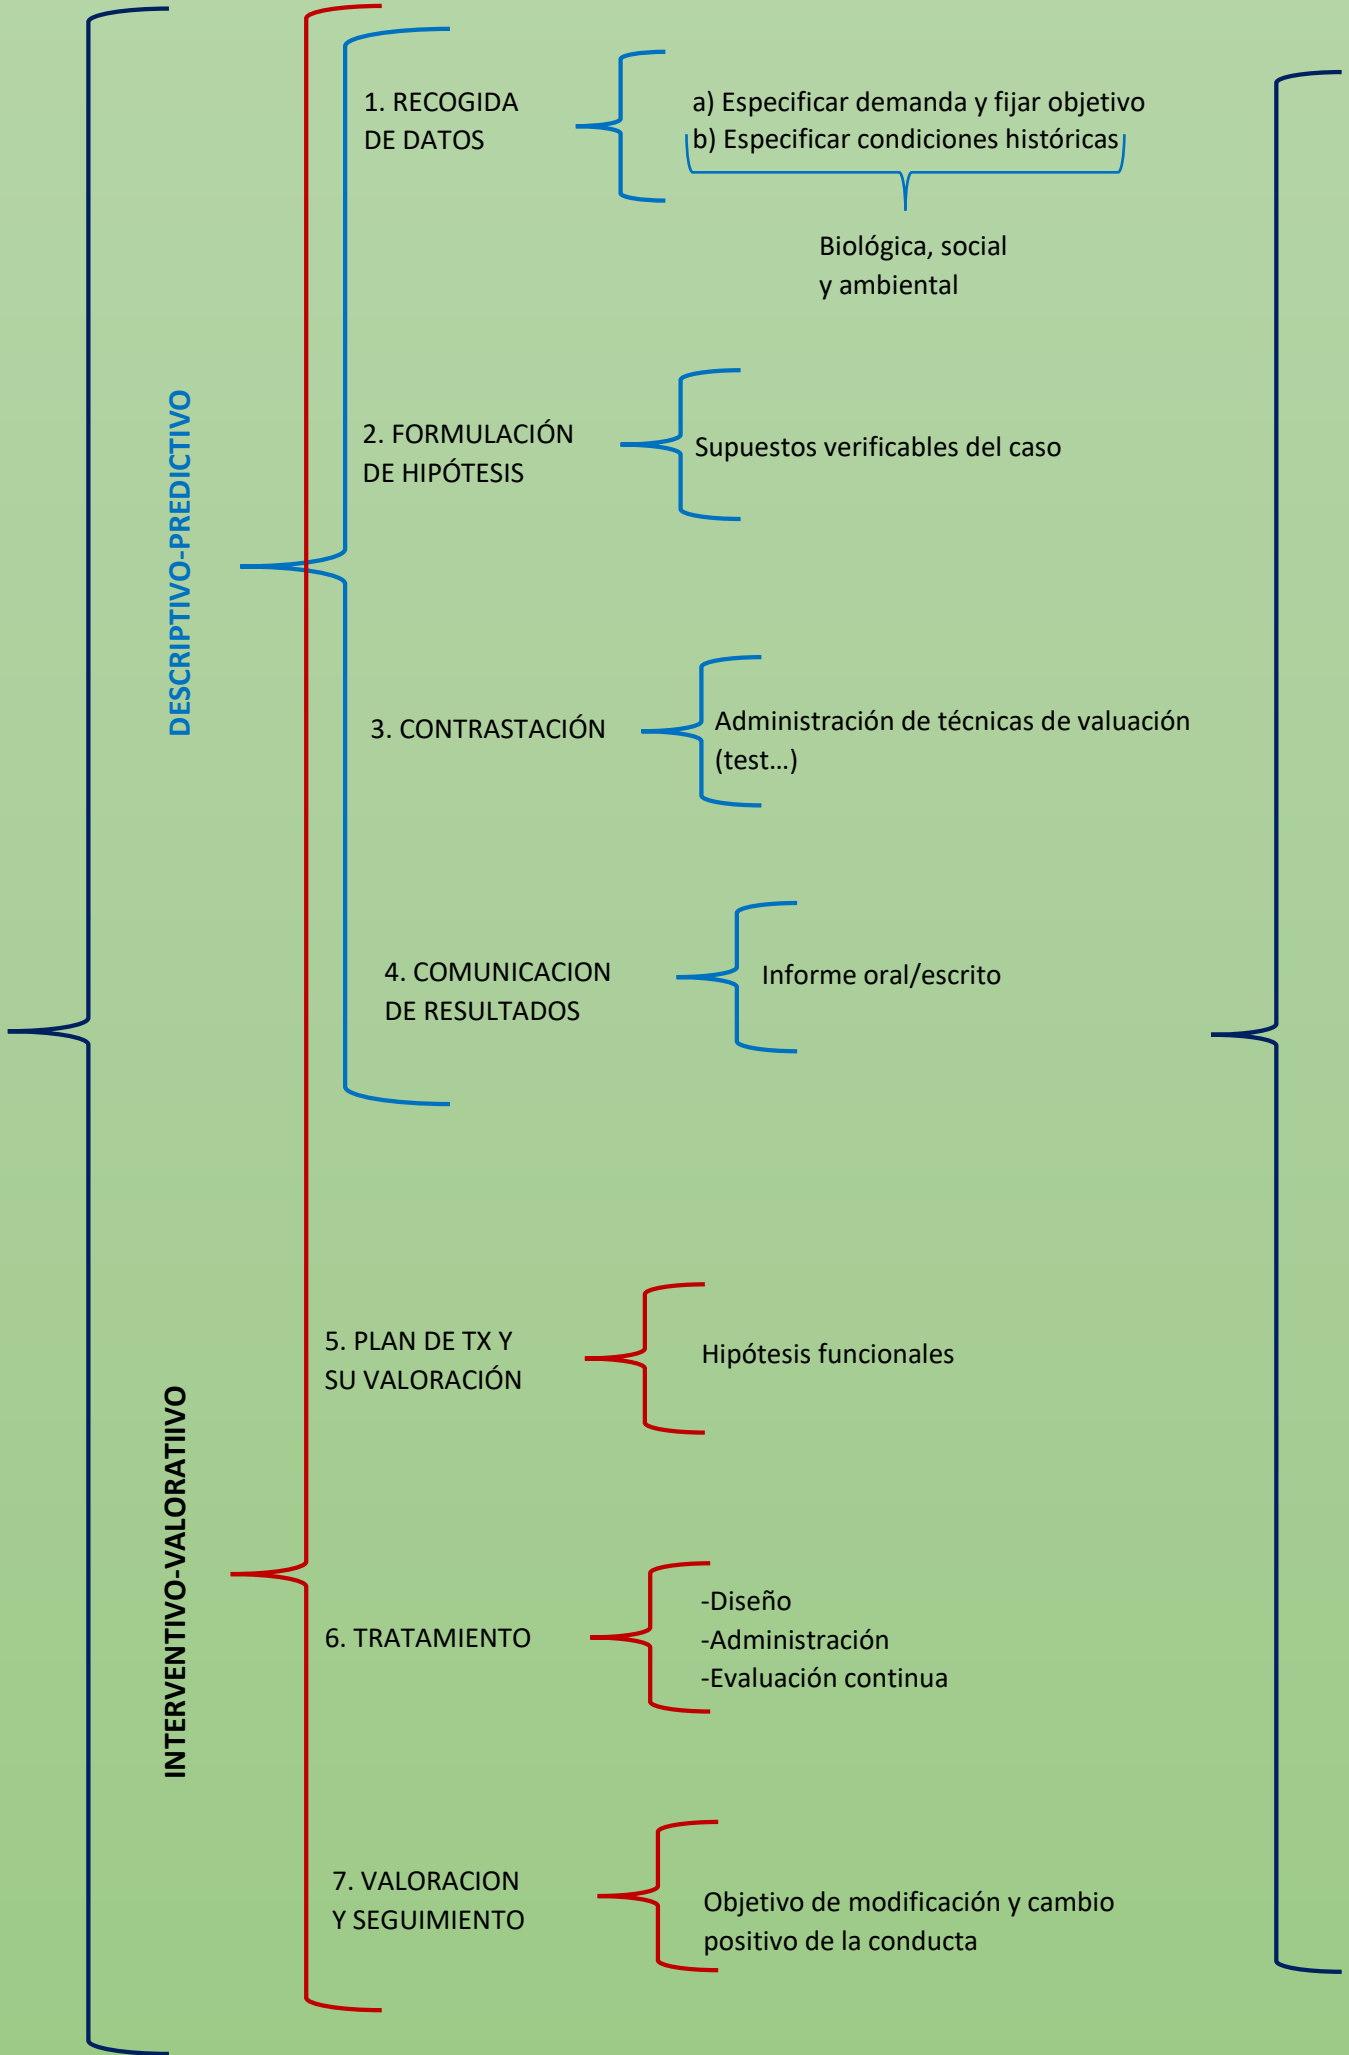 DESCRIPTIVO-PREDICTIVO
1. RECOGIDA
DE DATOS
a) Especificar demanda y fijar objetivo
b) Especificar condiciones históricas
Biológica, social
y ambiental
2. FORMULACIÓN
DE HIPÓTESIS
Supuestos verificables del caso
3. CONTRASTACIÓN
Administración de técnicas de valuación
(test...)
4. COMUNICACION
DE RESULTADOS
Informe oral/escrito
INTERVENTIVO-VALORATIIVO
5. PLAN DE TX Y
SU VALORACIÓN
Hipótesis funcionales
6. TRATAMIENTO
-Diseño
-Administración
-Evaluación continua
7. VALORACION
Y SEGUIMIENTO
Objetivo de modificación y cambio
positivo de la conducta